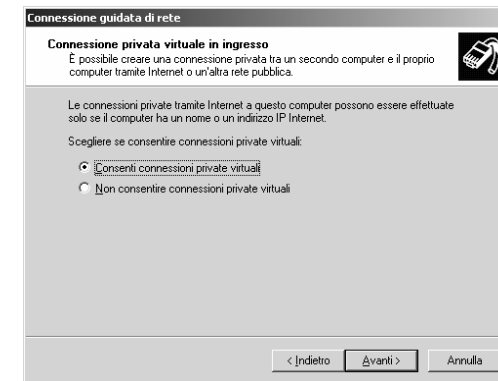 Connessione guidata di rete
Connessione privata virtuale in ingresso
È possibile creare una connessione privata tra un secondo computer e il proprio
computer tramite Internet o un'altra rete pubblica.
Le connessioni private tramite Internet a questo computer possono essere effettuate
solo se il computer ha un nome o un indirizzo IP Internet.
Scegliere se consentire connessioni private virtuali:
Consenti connessioni private virtuali
Non consentire connessioni private virtuali
< Indietro
Avanti >
Annulla